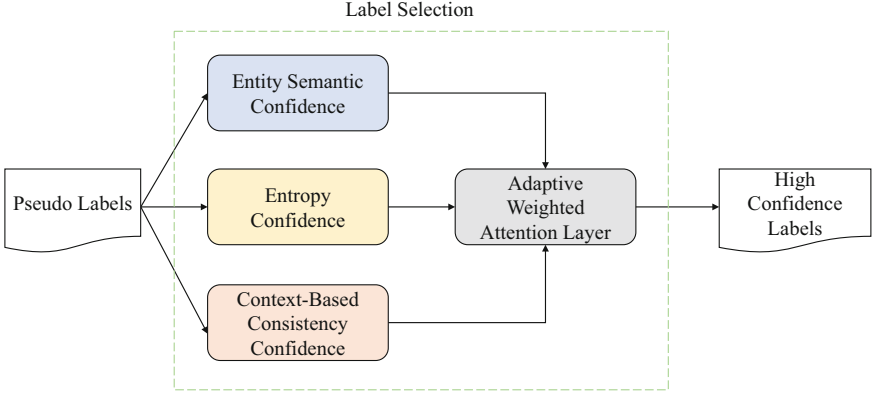 Label Selection
Entity Semantic
Confidence
Pseudo Labels
Entropy
Confidence
Adaptive
Weighted
Attention Layer
High
Confidence
Labels
Context-Based
Consistency
Confidence